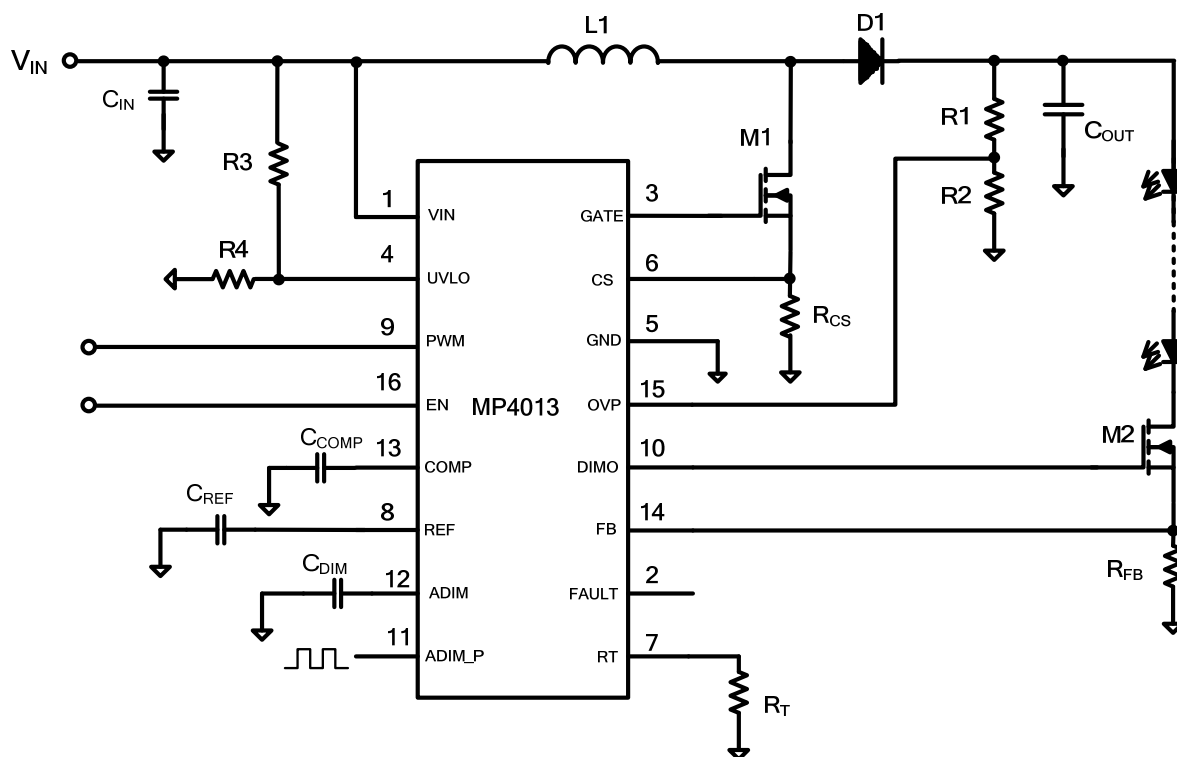 L1
D1
VIN
CIN
R3
M1
R1
COUT
R2
1
VIN
3
GATE
R4
4
UVLO
6
CS
RCS
9
PWM
5
GND
16
EN
MP4013
15
OVP
CCOMP
13
COMP
10
DIMO
M2
CREF
8
REF
14
FB
RFB
CDIM
12
ADIM
2
FAULT
11
ADIM_P
7
RT
RT